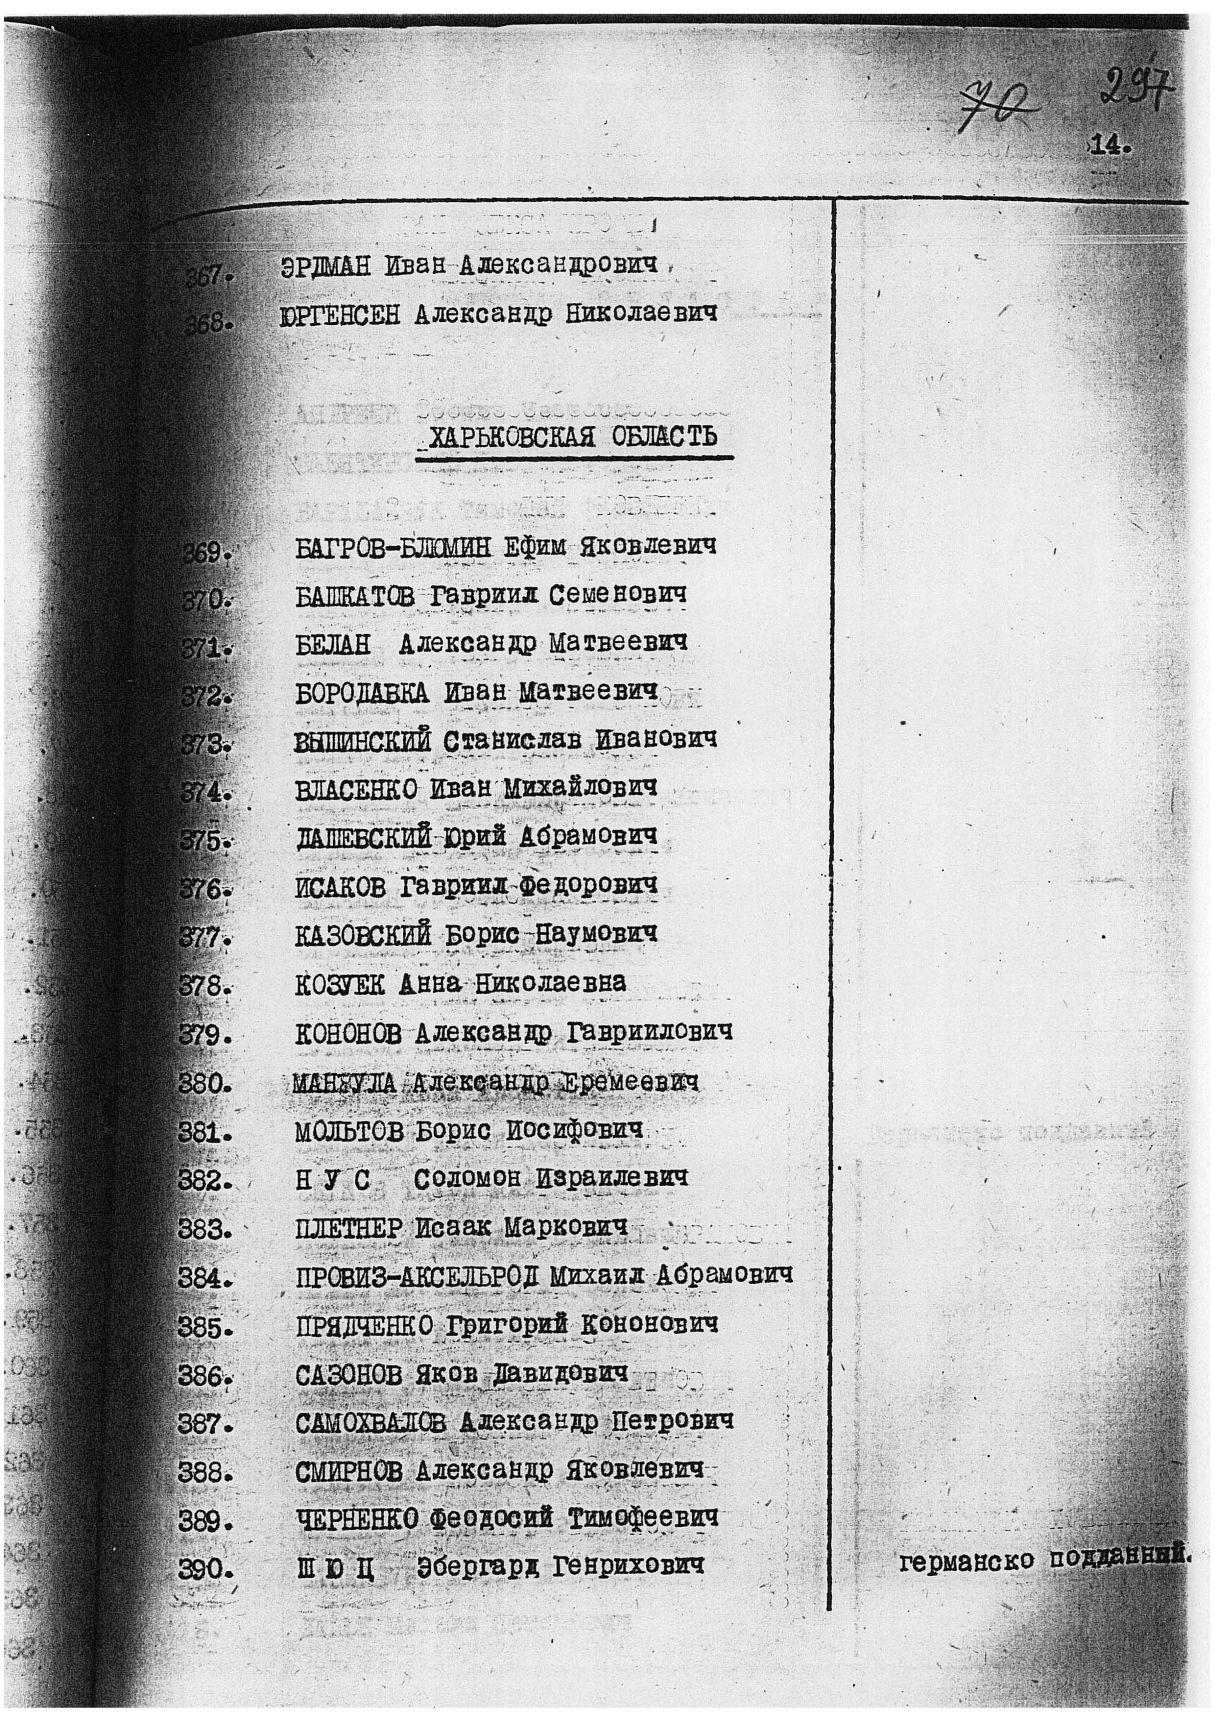 70
297
14.
367. ЭРДМАН Иван Александрович
368. ЮРГЕНСЕН Александр Николаевич
ХАРЬКОВСКАЯ ОБЛАСТЬ
369. БАГРОВ-БЛЮМИН Ефим Яковлевич
370. БАШКАТОВ Гавриил Семенович
371. БЕЛАН Александр Матвеевич
372. БОРОДАВКА Иван Матвеевич
373. ВЫШИНСКИЙ Станислав Иванович
374. ВЛАСЕНКО Иван Михайлович
375. ДАШЕВСКИЙ Юрий Абрамович
376. ИСАКОВ Гавриил Федорович
377. КАЗОВСКИЙ Борис Наумович
378. КОЗУЕК Анна Николаевна
379. КОНОНОВ Александр Гавриилович
380. МАНЖУЛА Александр Еремеевич
381. МОЛЬТОВ Борис Иосифович
382. Н У С Соломон Израилевич
383. ПЛЕТНЕР Исаак Маркович
384. ПРОВИЗ-АКСЕЛЬРОД Михаил Абрамович
385. ПРЯДЧЕНКО Григорий Кононович
386. САЗОНОВ Яков Давидович
387. САМОХВАЛОВ Александр Петрович
388. СМИРНОВ Александр Яковлевич
389. ЧЕРНЕНКО Феодосий Тимофеевич
390. Ш Ю Ц Эбергард Генрихович германско подданный.